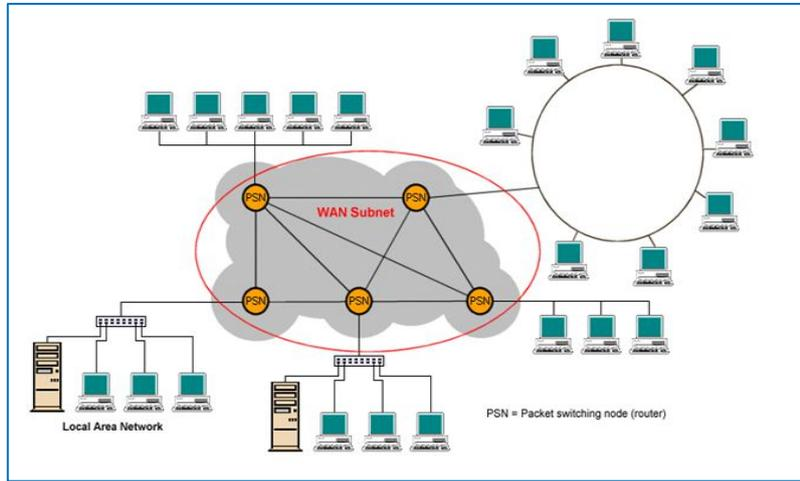 PSN
PSN
WAN Subnet
PSN
PSN
PSN
Local Area Network
PSN = Packet switching node (router)